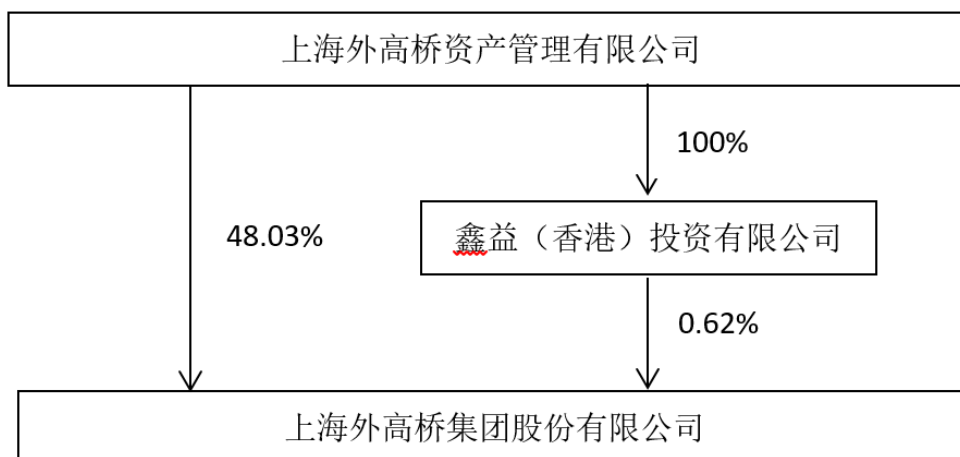 上海外高桥资产管理有限公司
100%
48.03%
鑫益（香港）投资有限公司
0.62%
上海外高桥集团股份有限公司